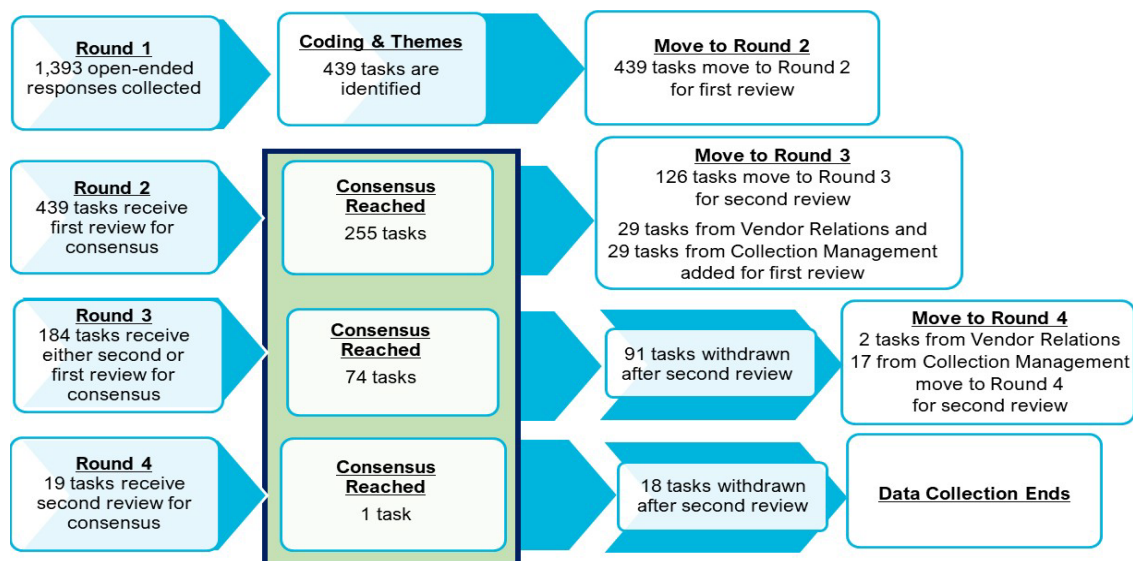 Round 1
1,393 open-ended
responses collected
Coding & Themes
439 tasks are
identified
Move to Round 2
439 tasks move to Round 2
for first review
Round 2
439 tasks receive
first review for
consensus
Consensus
Reached
255 tasks
Move to Round 3
126 tasks move to Round 3
for second review
29 tasks from Vendor Relations and
29 tasks from Collection Management
added for first review
Round 3
184 tasks receive
either second or
first review for
consensus
Consensus
Reached
74 tasks
91 tasks withdrawn
after second review
Move to Round 4
2 tasks from Vendor Relations
17 from Collection Management
move to Round 4
for second review
Round 4
19 tasks receive
second review for
consensus
Consensus
Reached
1 task
18 tasks withdrawn
after second review
Data Collection Ends